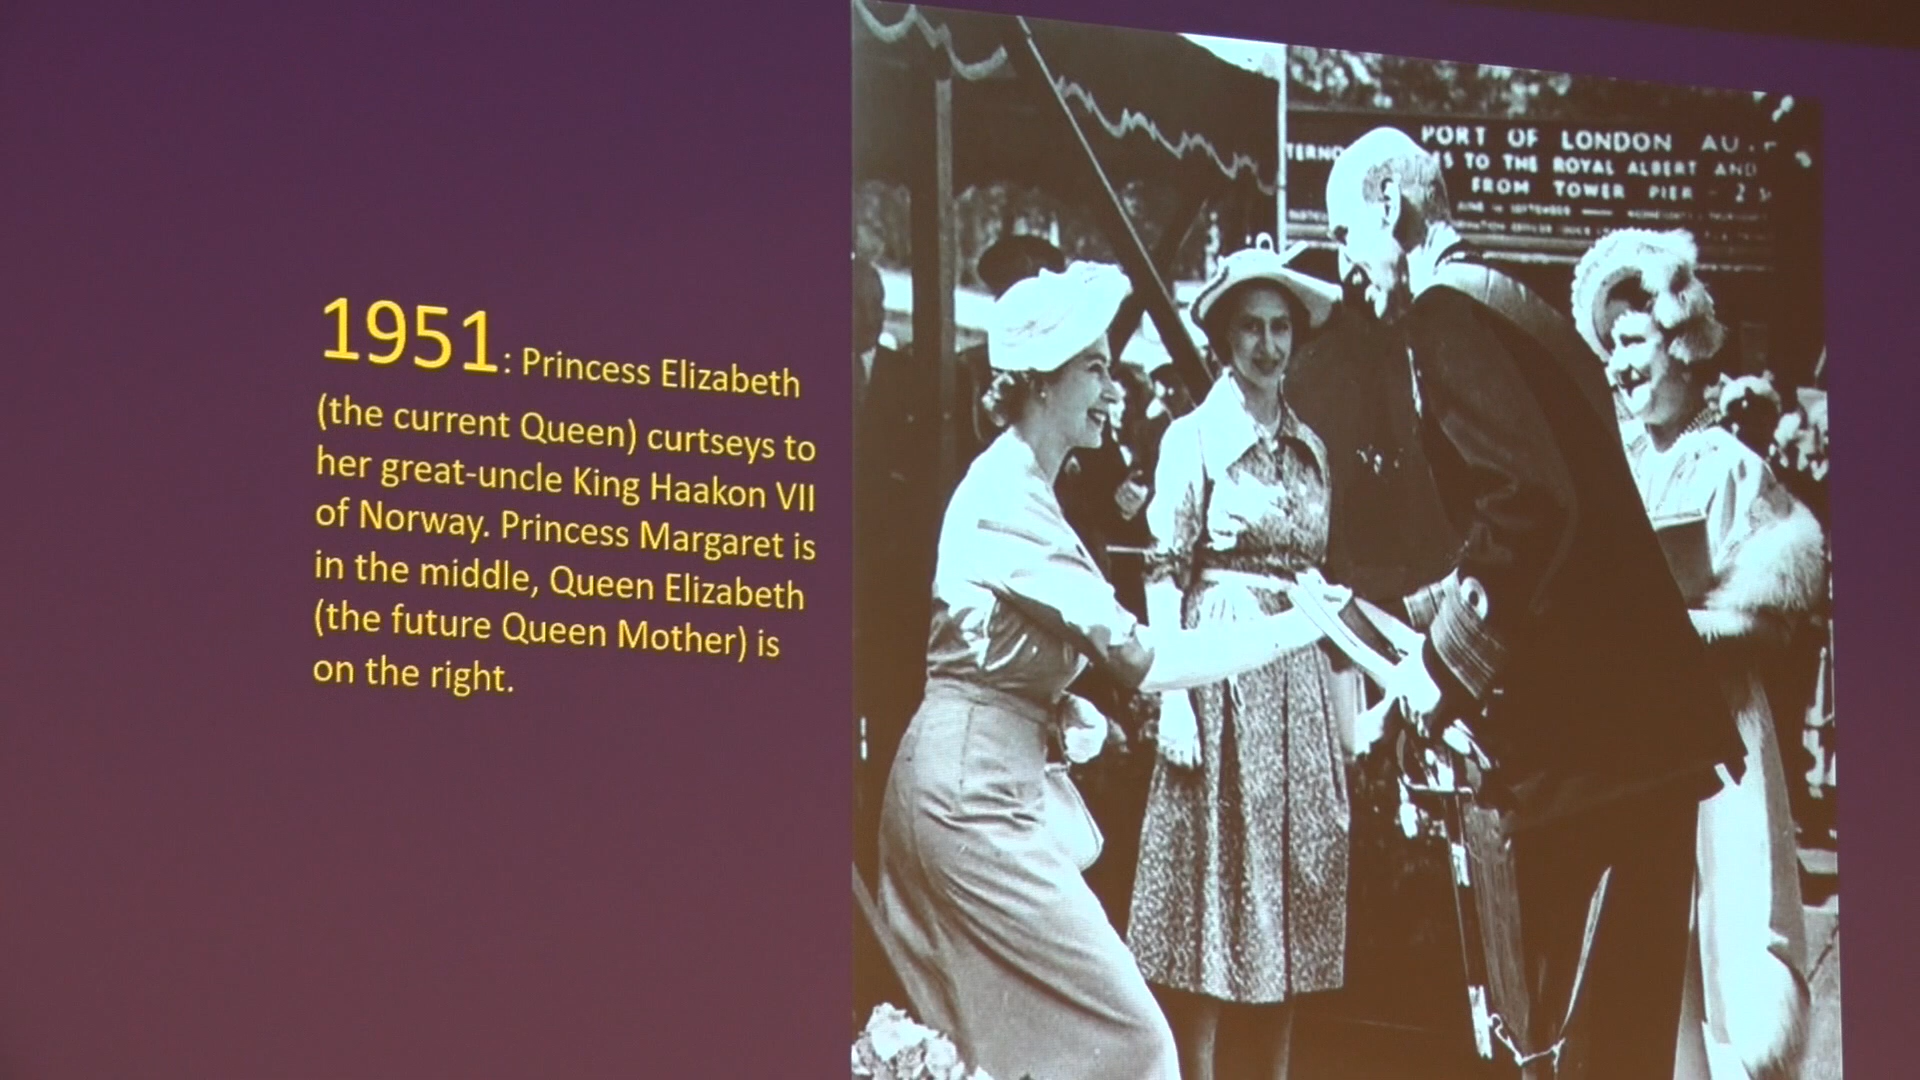 1951: Princess Elizabeth
(the current Queen) curtseys to
her great-uncle King Haakon VII
of Norway. Princess Margaret is
in the middle, Queen Elizabeth
(the future Queen Mother) is
on the right.
PORT OF LONDON AU
TO THE ROYAL ALBERT AND
FROM TOWER PIER